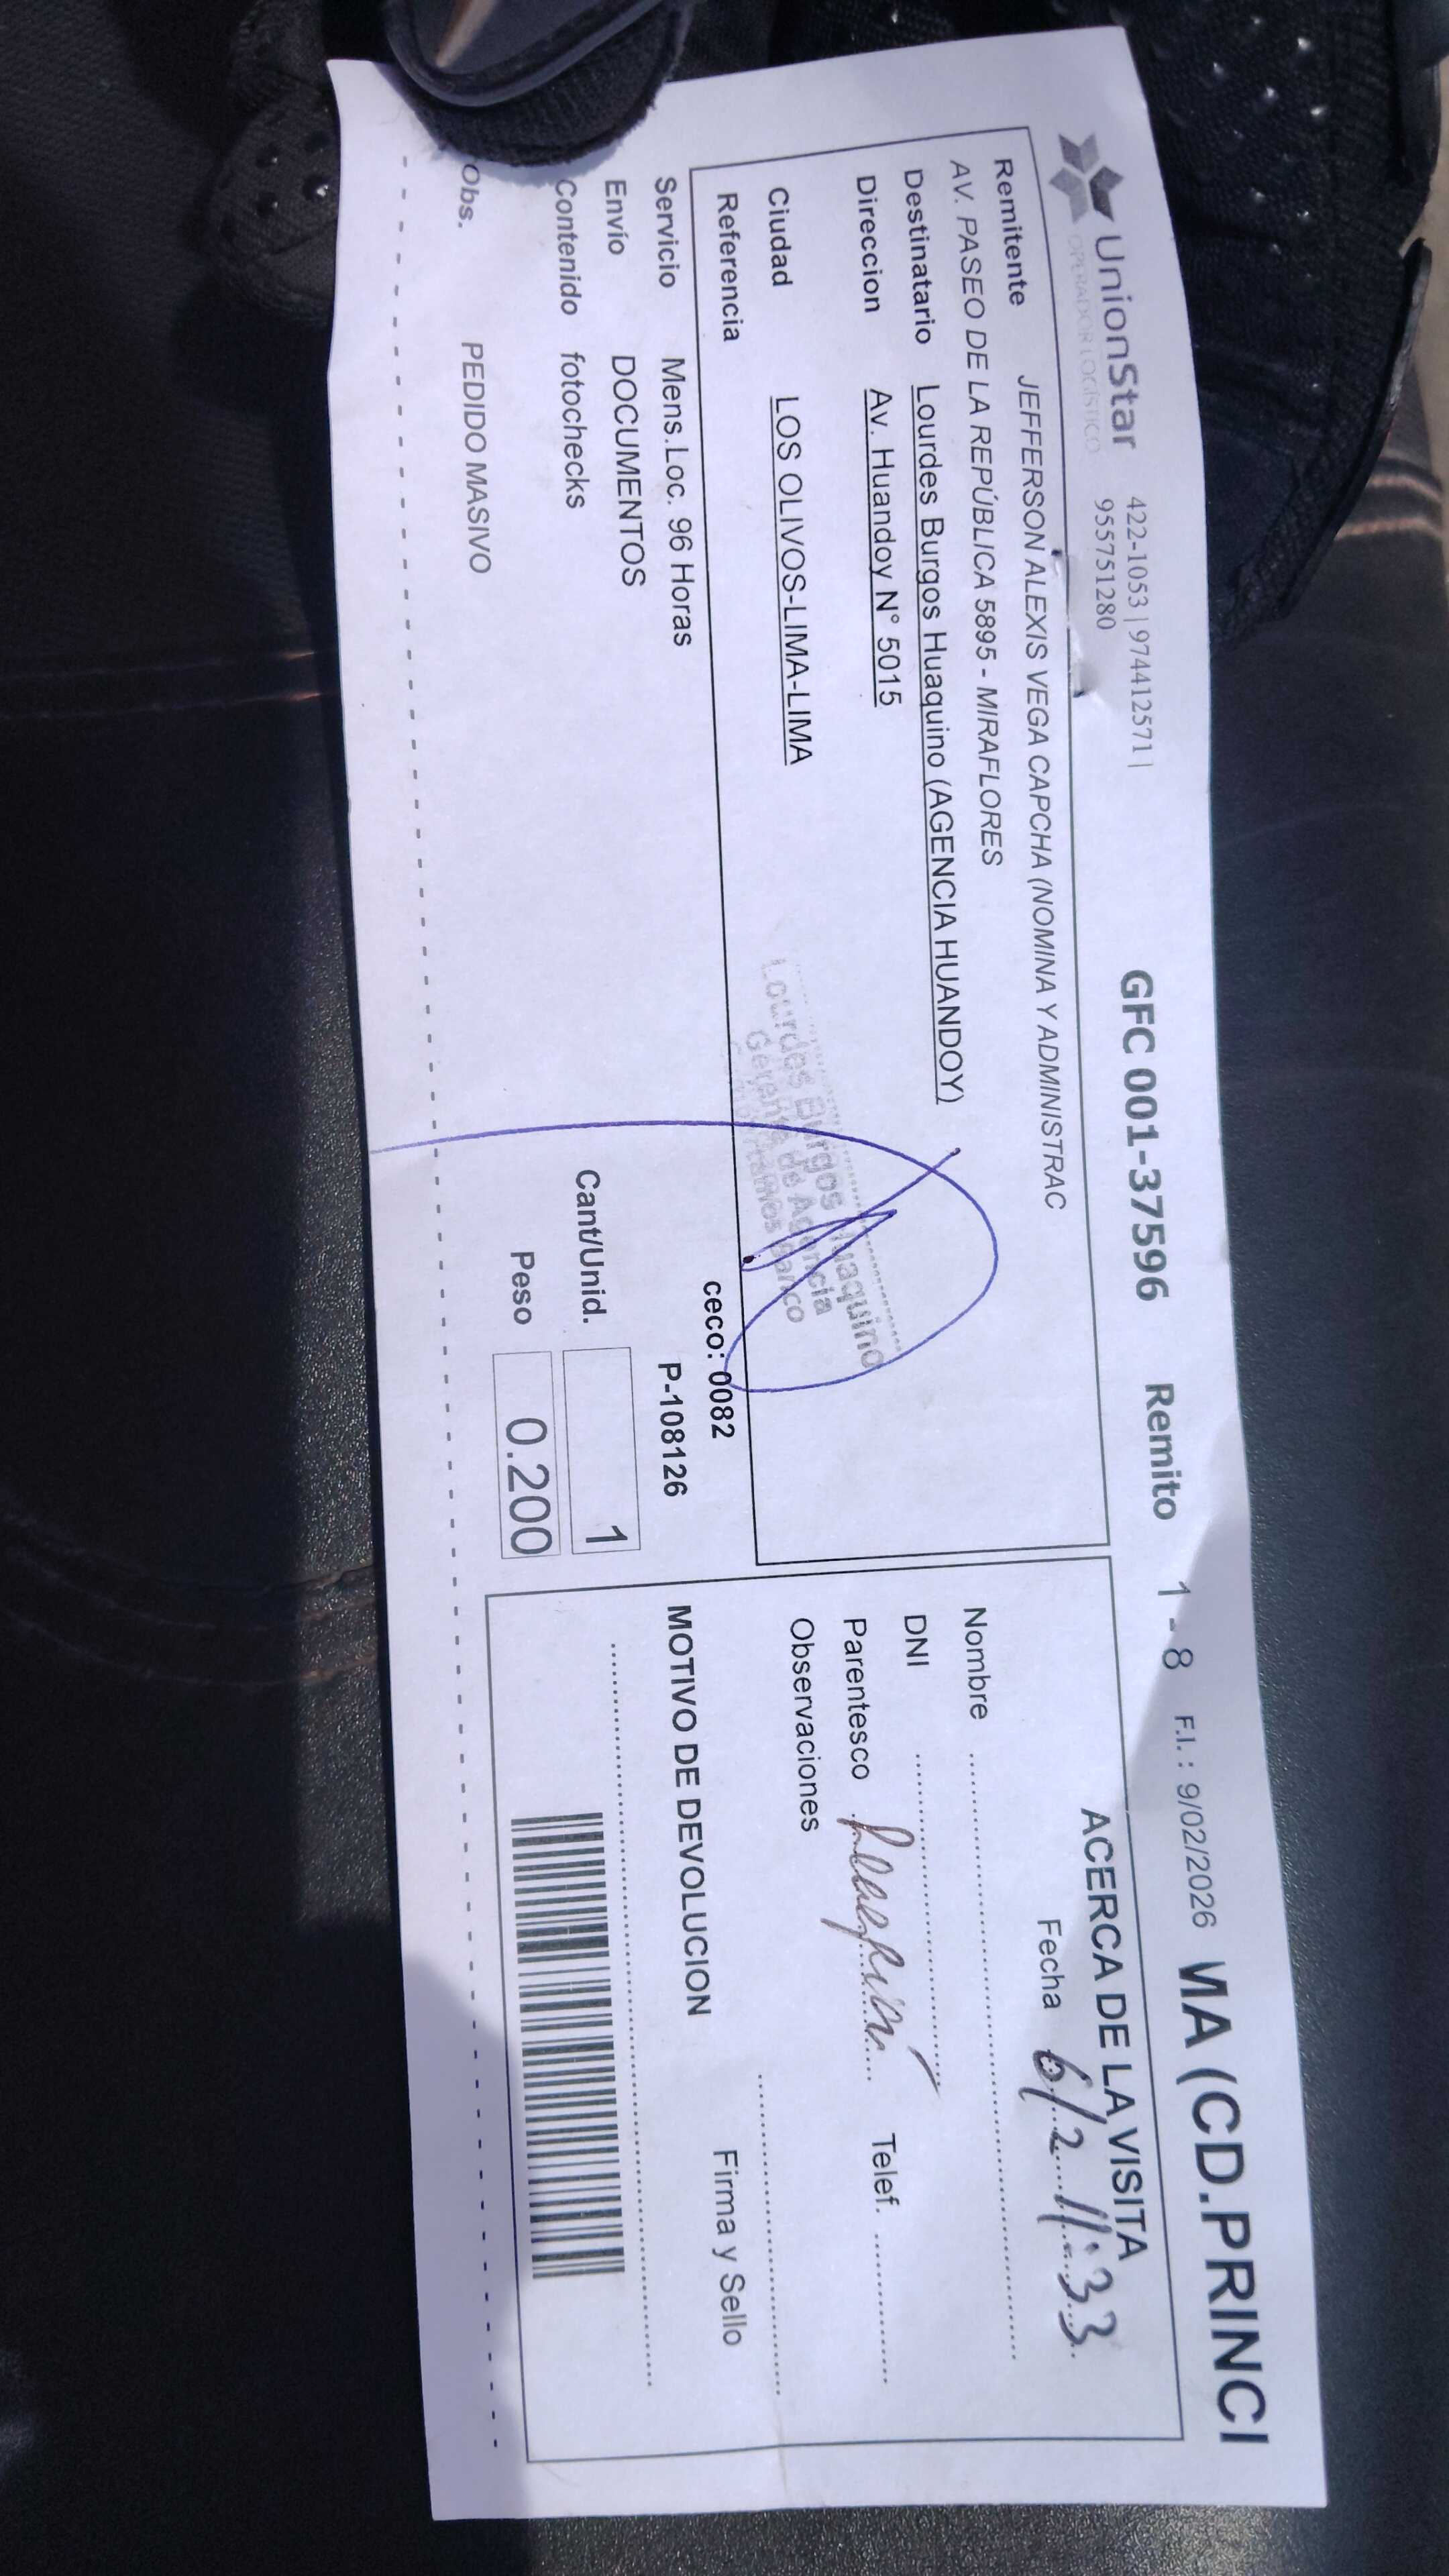 UnionStar
OPERADOR LOGISTICO
422-1053 | 974412571 |
955751280
GFC 001-37596 Remito 1 - 8 F.I. : 9/02/2026 MA (CD.PRINCI
Remitente JEFFERSON ALEXIS VEGA CAPCHA (NOMINA Y ADMINISTRAC
AV. PASEO DE LA REPÚBLICA 5895 - MIRAFLORES
Destinatario Lourdes Burgos Huaquino (AGENCIA HUANDOY)
Direccion Av. Huandoy N° 5015
Ciudad LOS OLIVOS-LIMA-LIMA
Referencia
Lourdes Burgos Huaquino
Gerente de Agencia
ceco: 0082
Servicio Mens.Loc. 96 Horas P-108126
Envío DOCUMENTOS
Contenido fotochecks
Cant/Unid. 1
Peso 0.200
Obs. PEDIDO MASIVO
ACERCA DE LA VISITA
Fecha 6/2 11:33
Nombre
DNI
Parentesco Telef.
Observaciones
Firma y Sello
MOTIVO DE DEVOLUCION